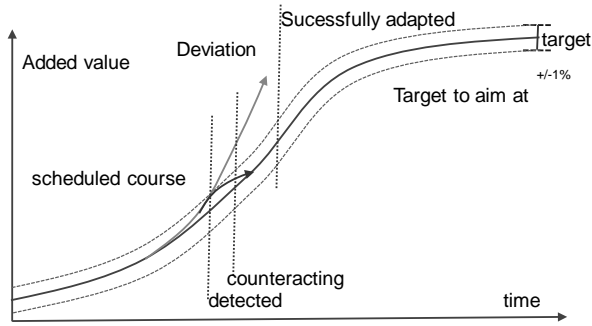 Sucessfully adapted
Deviation
target
Added value
+/-1%
Target to aim at
scheduled course
counteracting
detected
time